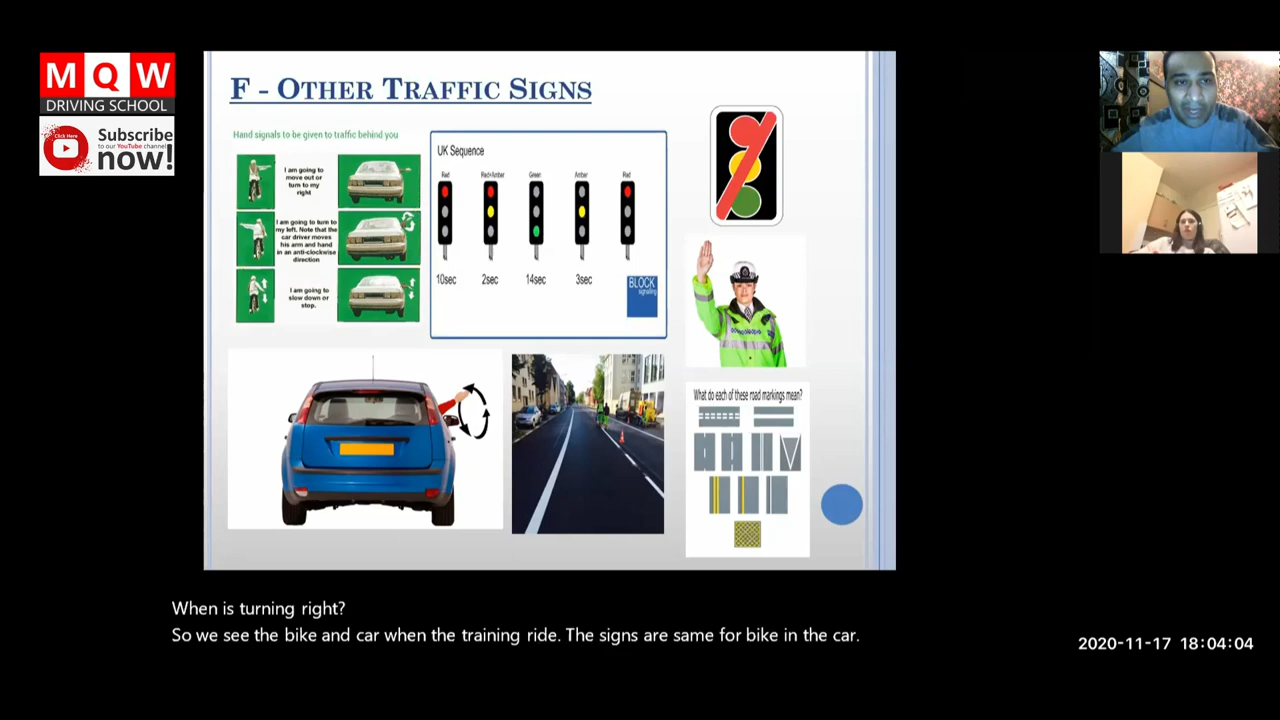 MQW
DRIVING SCHOOL
Click Here
Subscribe
to our YouTube channel
now!
F - OTHER TRAFFIC SIGNS
Hand signals to be given to traffic behind you
I am going to
move out or
turn to my
right
I am going to turn to
my left. Note that the
car driver moves
his arm and hand
in an anti-clockwise
direction
I am going to
slow down or
stop.
UK Sequence
Red
Red+Amber
Green
Amber
Red
10sec
2sec
14sec
3sec
BLOCK
signalling
What do each of these road markings mean?
When is turning right?
So we see the bike and car when the training ride. The signs are same for bike in the car.
2020-11-17 18:04:04